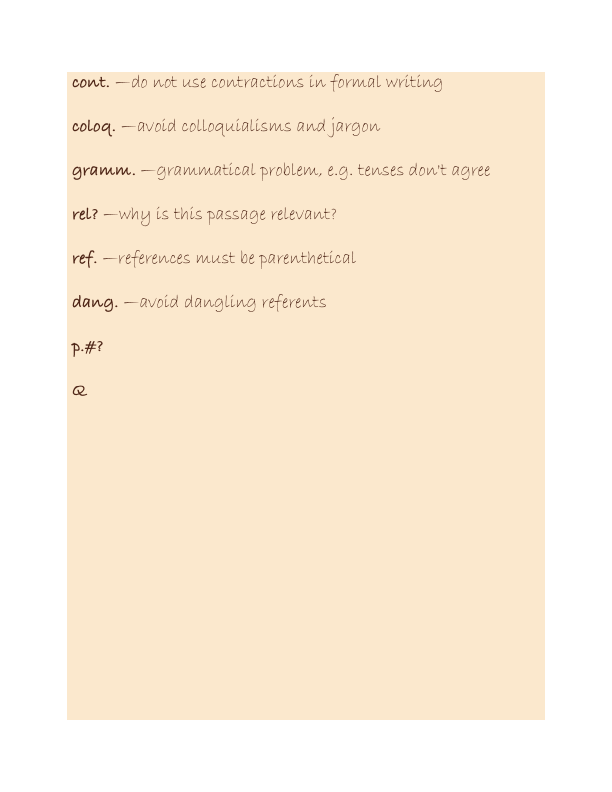 cont. —do not use contractions in formal writing
coloq. —avoid colloquialisms and jargon
gramm. —grammatical problem, e.g. tenses don't agree
rel? —why is this passage relevant?
ref. —references must be parenthetical
dang. —avoid dangling referents
p.#?
Q